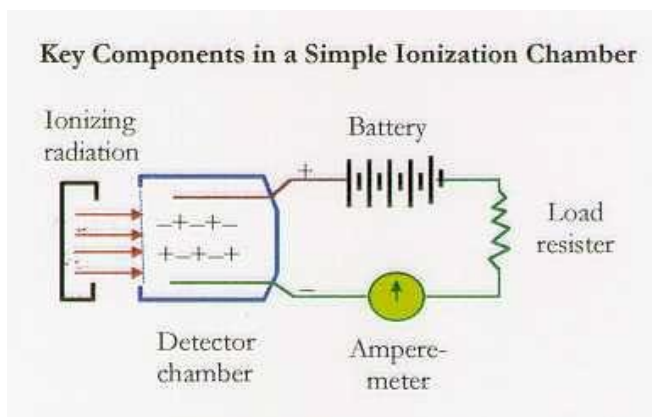 Key Components in a Simple Ionization Chamber
Ionizing
radiation
Battery
+
Load
resister
−+−+−
+−+−+
−
Detector
chamber
Ampere-
meter